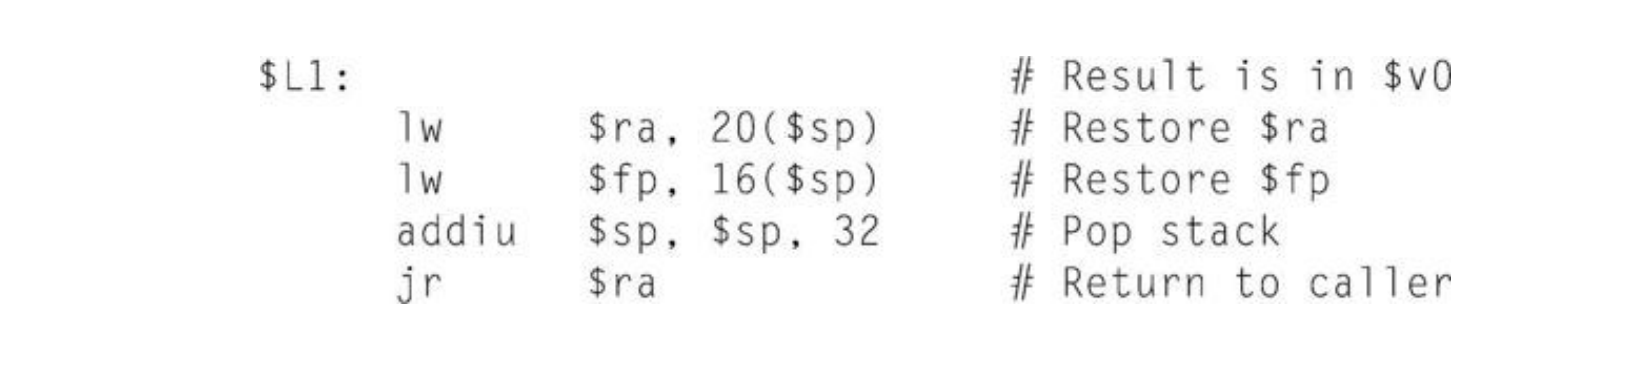 $L1: # Result is in $v0
lw $ra, 20($sp) # Restore $ra
lw $fp, 16($sp) # Restore $fp
addiu $sp, $sp, 32 # Pop stack
jr $ra # Return to caller